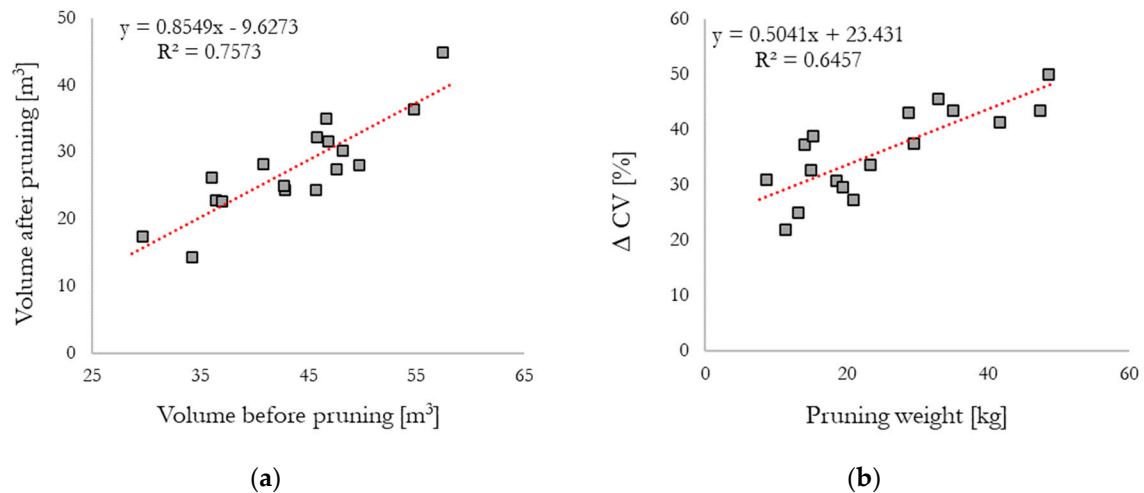 y = 0.8549x - 9.6273
R² = 0.7573
Volume after pruning [m³]
50
40
30
20
10
0
25
35
45
55
65
Volume before pruning [m³]
(a)
y = 0.5041x + 23.431
R² = 0.6457
Δ CV [%]
60
50
40
30
20
10
0
0
20
40
60
Pruning weight [kg]
(b)